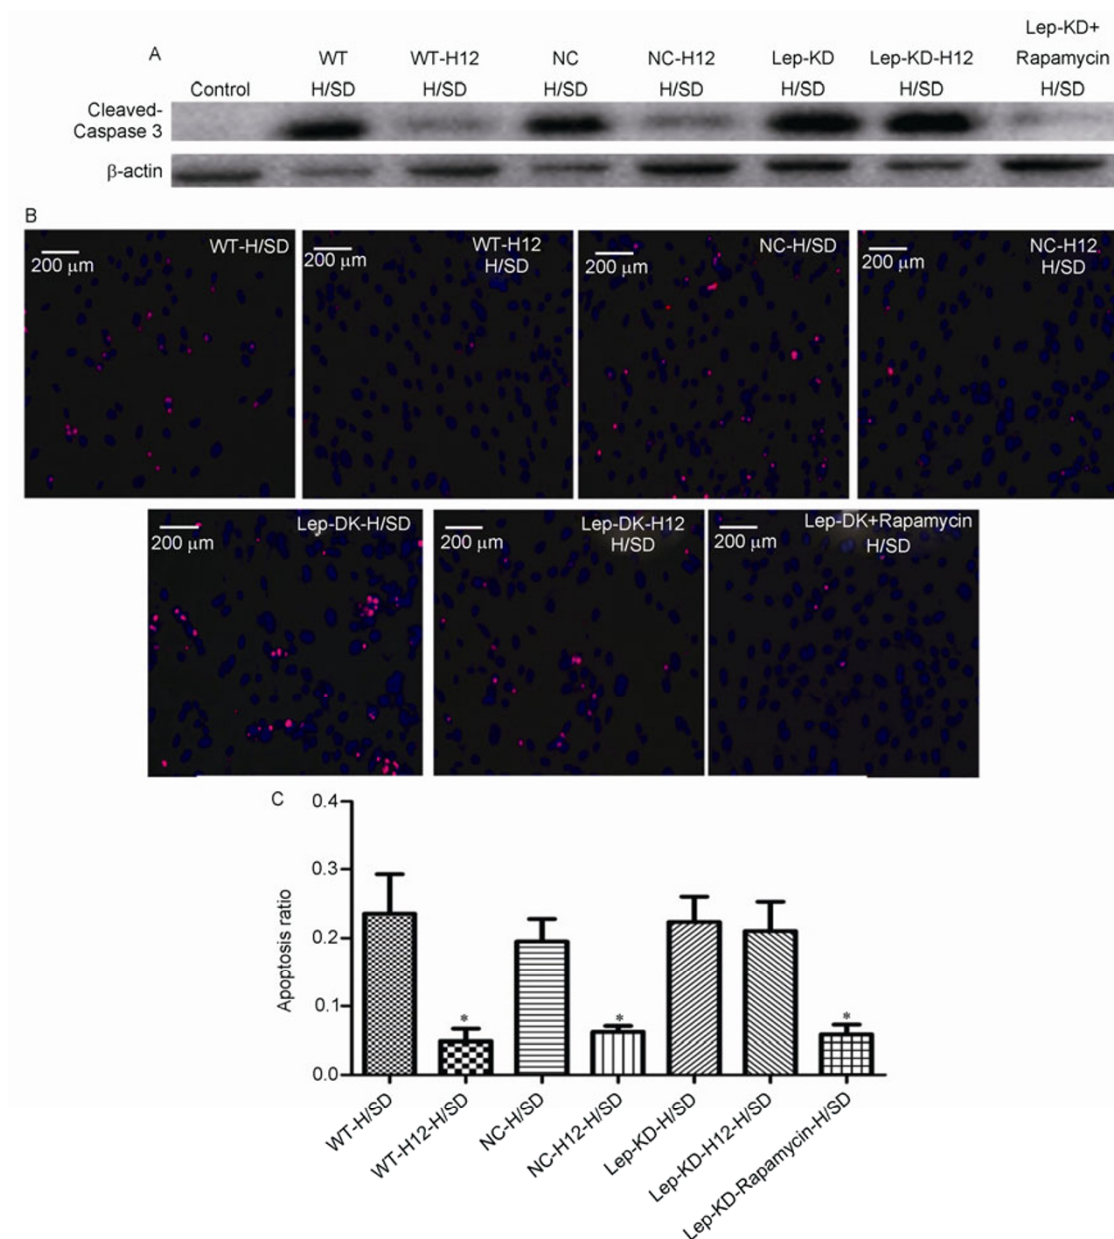 A
Control
WT
H/SD
WT-H12
H/SD
NC
H/SD
NC-H12
H/SD
Lep-KD
H/SD
Lep-KD-H12
H/SD
Lep-KD+
Rapamycin
H/SD
Cleaved-
Caspase 3
β-actin
B
200 μm
WT-H/SD
200 μm
WT-H12
H/SD
200 μm
NC-H/SD
200 μm
NC-H12
H/SD
200 μm
Lep-DK-H/SD
200 μm
Lep-DK-H12
H/SD
200 μm
Lep-DK+Rapamycin
H/SD
C
Apoptosis ratio
0.4
0.3
0.2
0.1
0.0
*
*
*
WT-H/SD
WT-H12-H/SD
NC-H/SD
NC-H12-H/SD
Lep-KD-H/SD
Lep-KD-H12-H/SD
Lep-KD-Rapamycin-H/SD